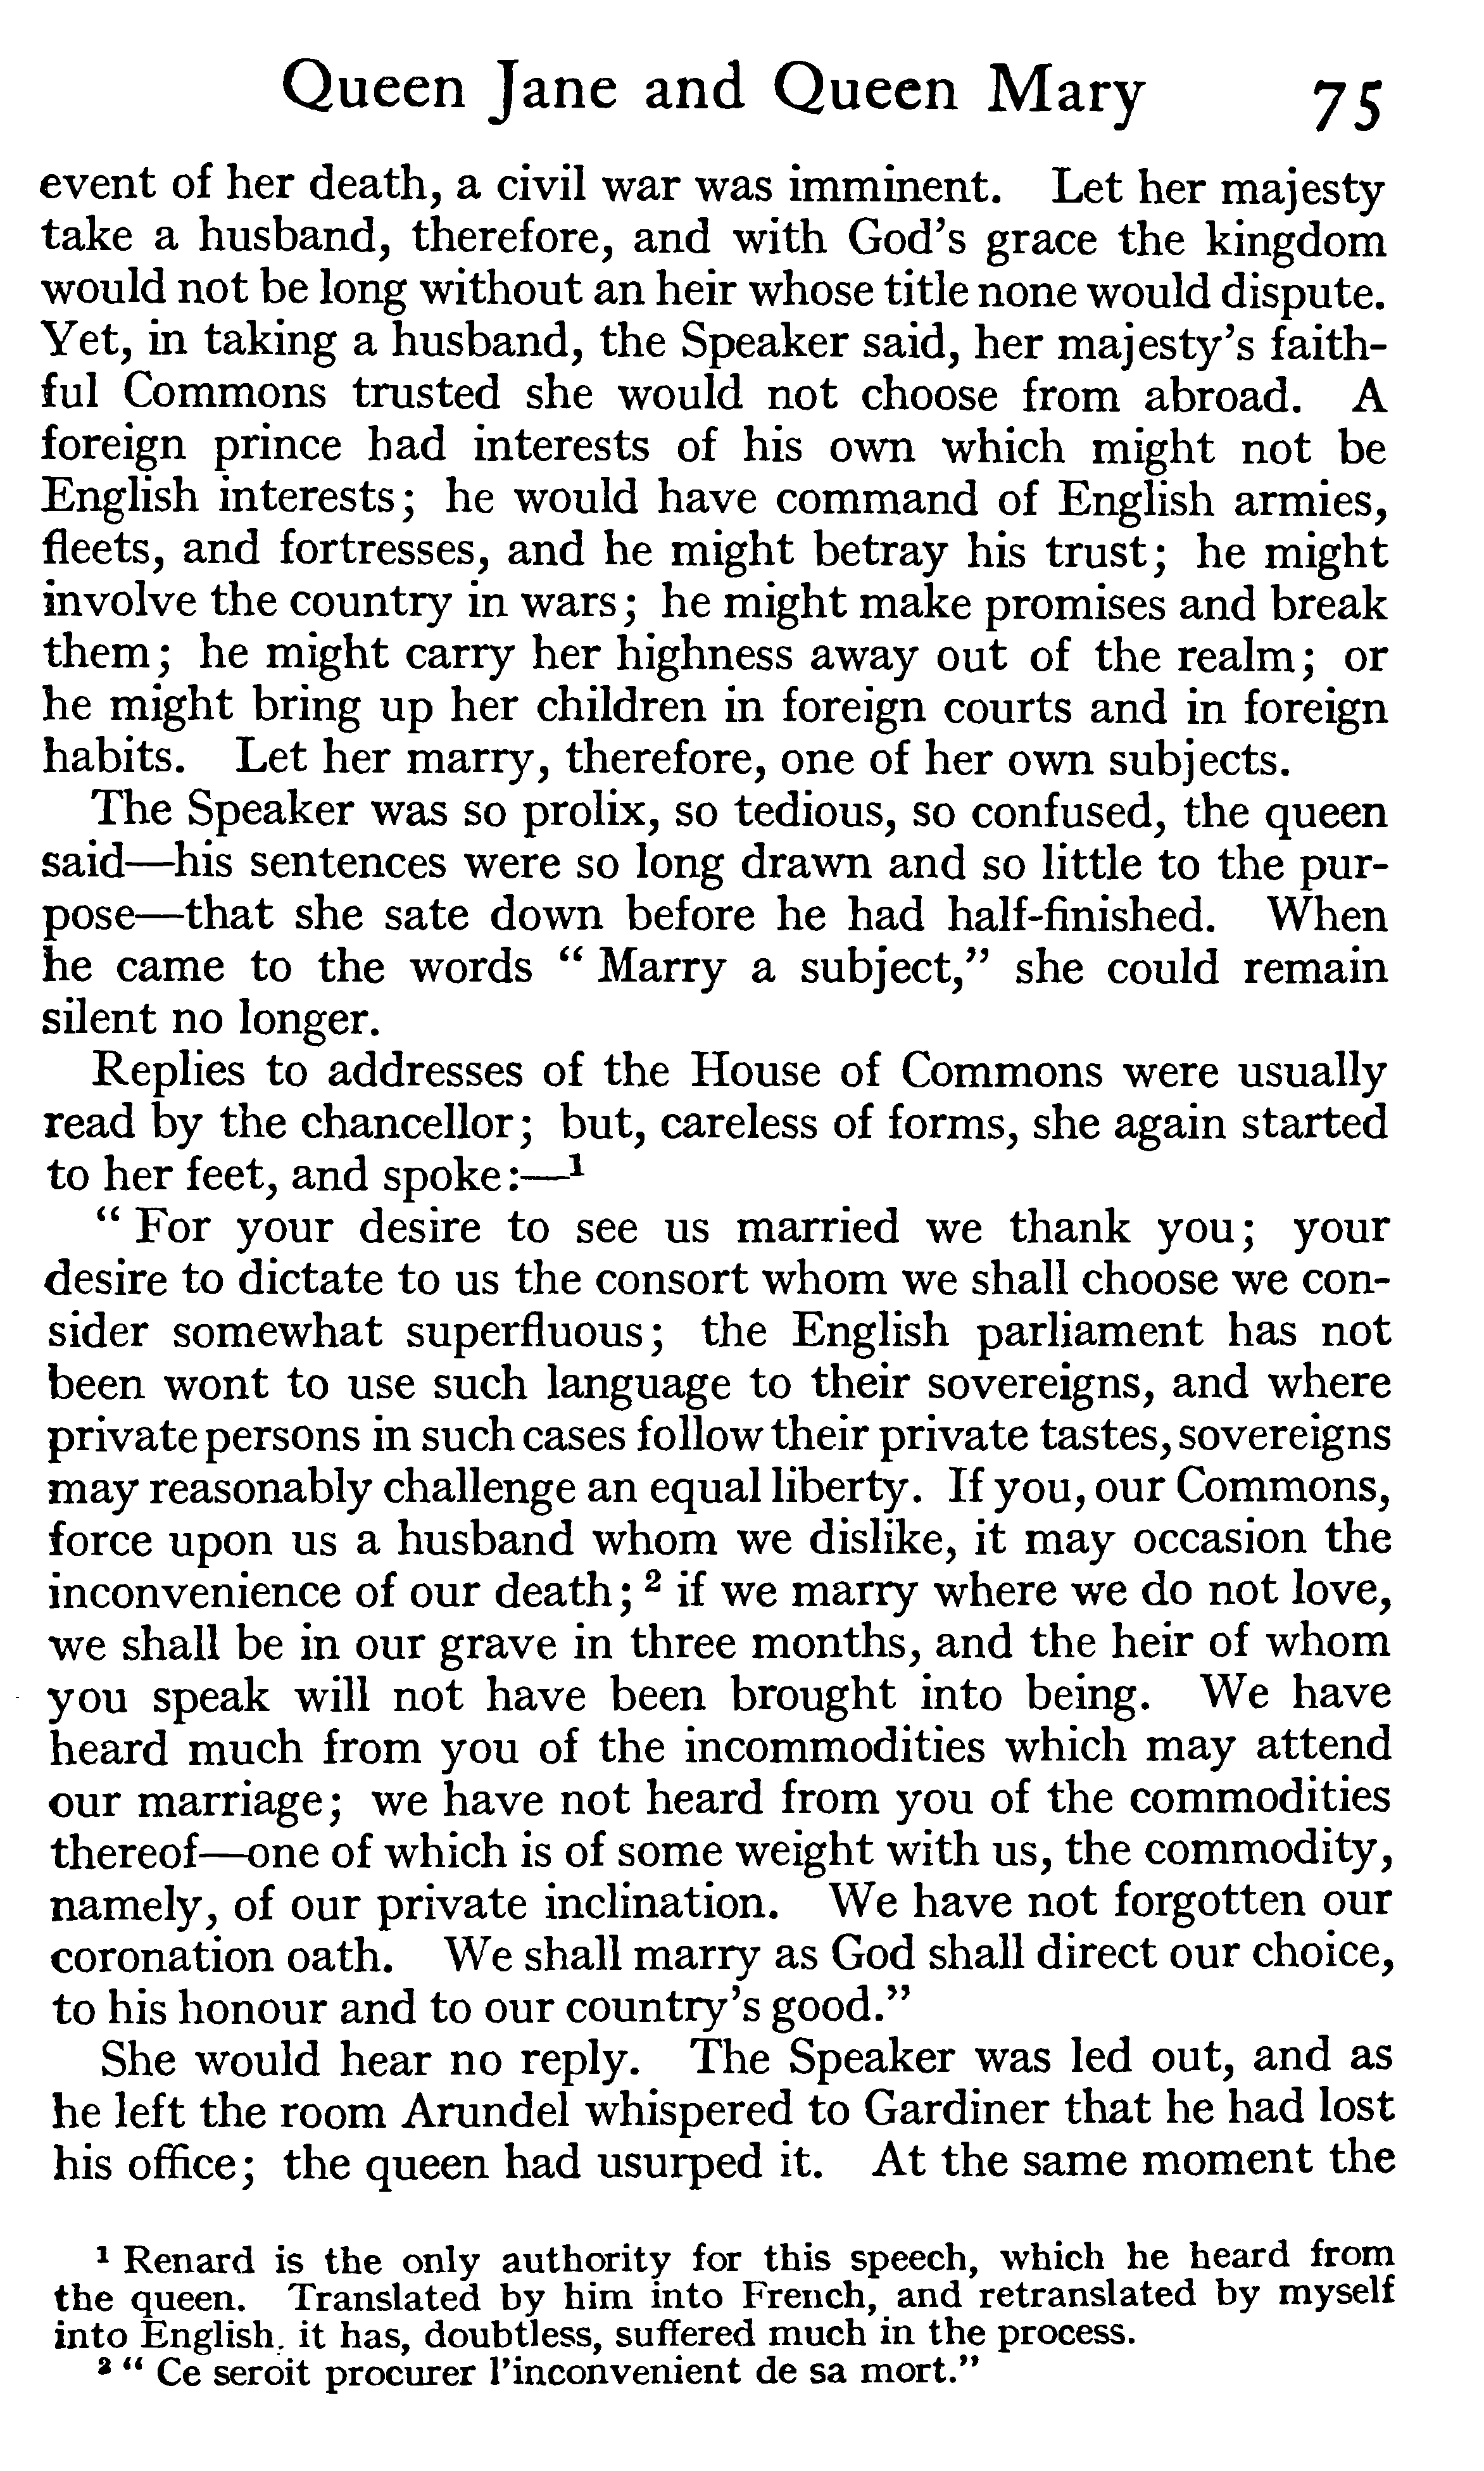 Queen Jane and Queen Mary 75
event of her death, a civil war was imminent. Let her majesty
take a husband, therefore, and with God's grace the kingdom
would not be long without an heir whose title none would dispute.
Yet, in taking a husband, the Speaker said, her majesty's faith-
ful Commons trusted she would not choose from abroad. A
foreign prince had interests of his own which might not be
English interests; he would have command of English armies,
fleets, and fortresses, and he might betray his trust; he might
involve the country in wars; he might make promises and break
them; he might carry her highness away out of the realm; or
he might bring up her children in foreign courts and in foreign
habits. Let her marry, therefore, one of her own subjects.
The Speaker was so prolix, so tedious, so confused, the queen
said—his sentences were so long drawn and so little to the pur-
pose—that she sate down before he had half-finished. When
he came to the words “ Marry a subject,” she could remain
silent no longer.
Replies to addresses of the House of Commons were usually
read by the chancellor; but, careless of forms, she again started
to her feet, and spoke:—¹
“ For your desire to see us married we thank you; your
desire to dictate to us the consort whom we shall choose we con-
sider somewhat superfluous; the English parliament has not
been wont to use such language to their sovereigns, and where
private persons in such cases follow their private tastes, sovereigns
may reasonably challenge an equal liberty. If you, our Commons,
force upon us a husband whom we dislike, it may occasion the
inconvenience of our death; ² if we marry where we do not love,
we shall be in our grave in three months, and the heir of whom
you speak will not have been brought into being. We have
heard much from you of the incommodities which may attend
our marriage; we have not heard from you of the commodities
thereof—one of which is of some weight with us, the commodity,
namely, of our private inclination. We have not forgotten our
coronation oath. We shall marry as God shall direct our choice,
to his honour and to our country's good.”
She would hear no reply. The Speaker was led out, and as
he left the room Arundel whispered to Gardiner that he had lost
his office; the queen had usurped it. At the same moment the
¹ Renard is the only authority for this speech, which he heard from
the queen. Translated by him into French, and retranslated by myself
into English, it has, doubtless, suffered much in the process.
² “ Ce seroit procurer l'inconvenient de sa mort.”